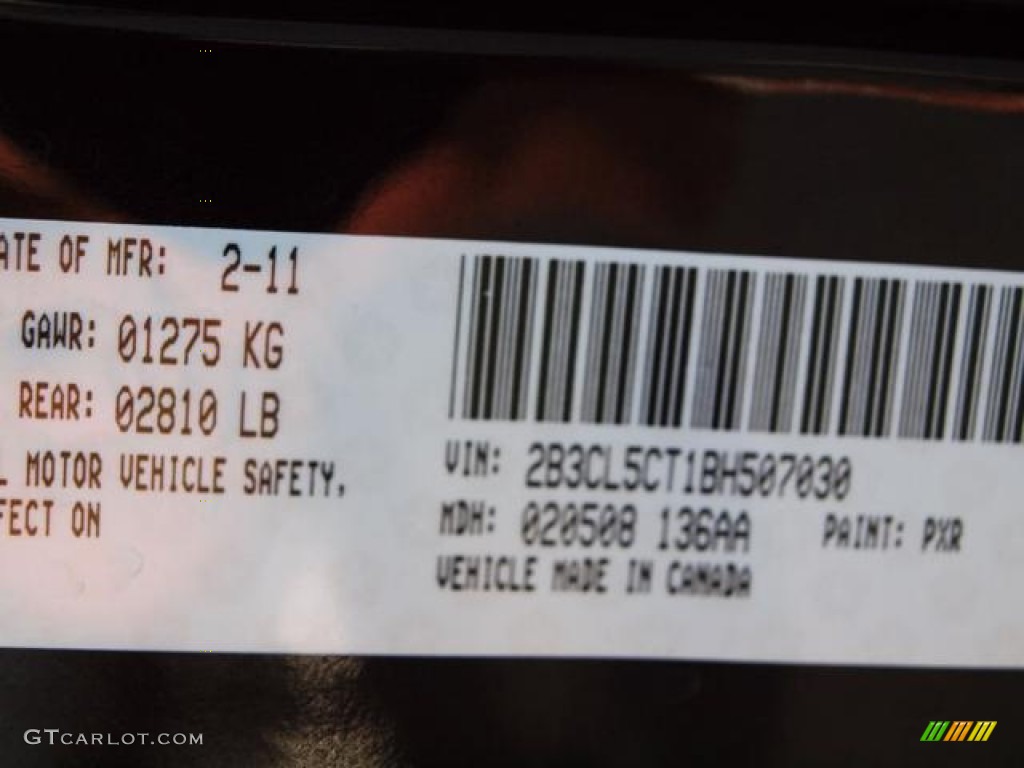 ATE OF MFR: 2-11
GAWR: 01275 KG
REAR: 02810 LB
L MOTOR VEHICLE SAFETY,
FECT ON
VIN: 2B3CL5CT1BH507030
MDH: 020508 136AA PAINT: PXR
VEHICLE MADE IN CANADA
GTCARLOT.COM